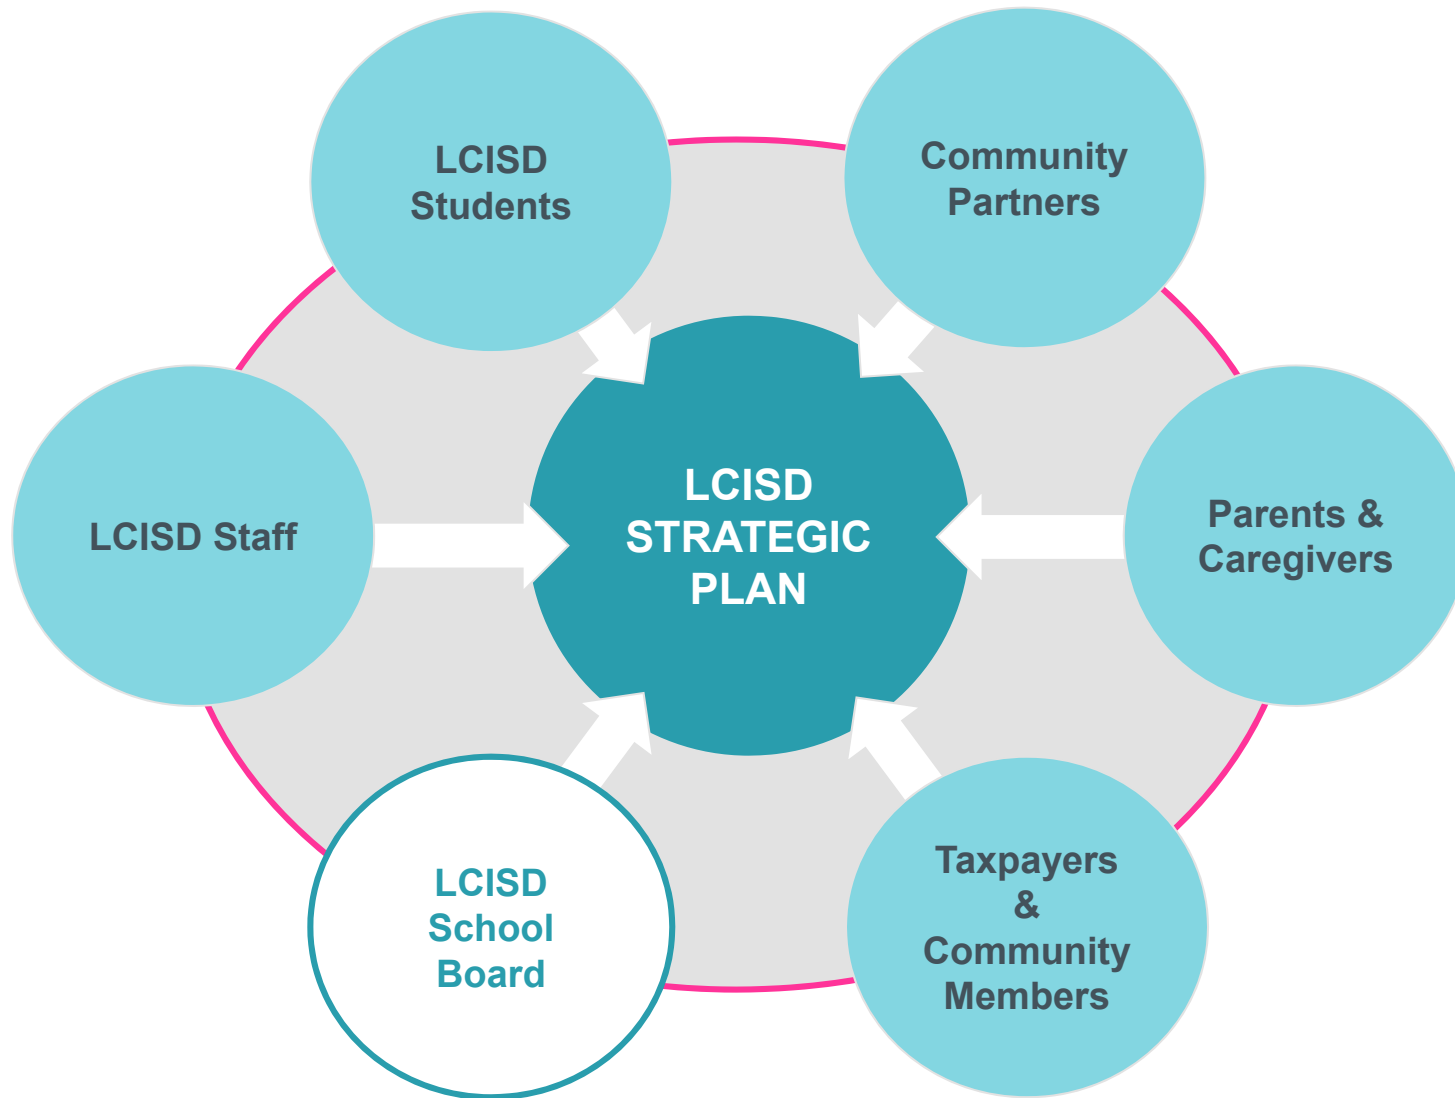 LCISD
Students
Community
Partners
LCISD Staff
LCISD
STRATEGIC
PLAN
Parents &
Caregivers
LCISD
School
Board
Taxpayers
&
Community
Members